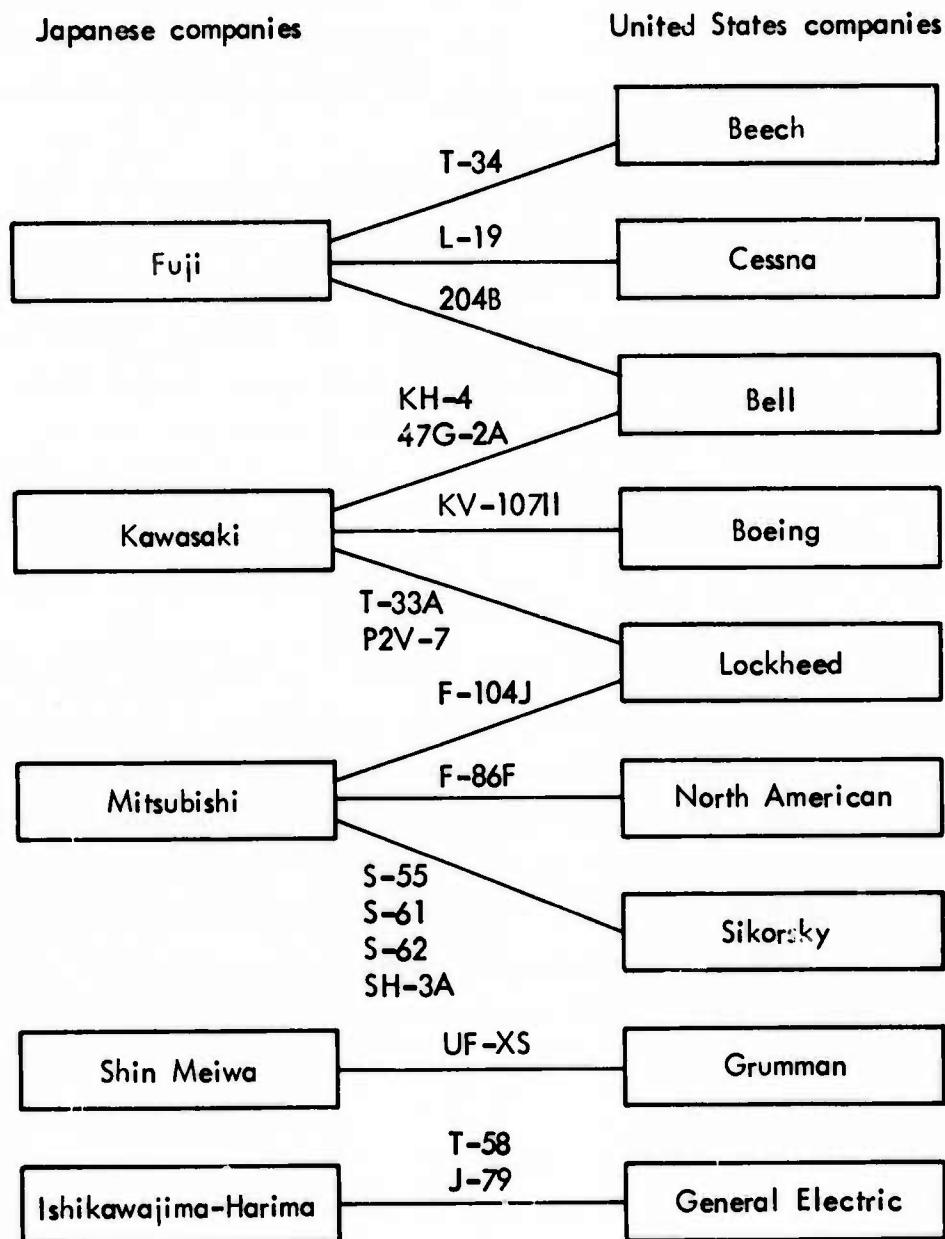 Japanese companies
United States companies
Beech
T-34
L-19
Fuji
Cessna
204B
KH-4
47G-2A
Bell
KV-107II
Kawasaki
Boeing
T-33A
P2V-7
Lockheed
F-104J
F-86F
Mitsubishi
North American
S-55
S-61
S-62
SH-3A
Sikorsky
UF-XS
Shin Meiwa
Grumman
T-58
J-79
Ishikawajima-Harima
General Electric